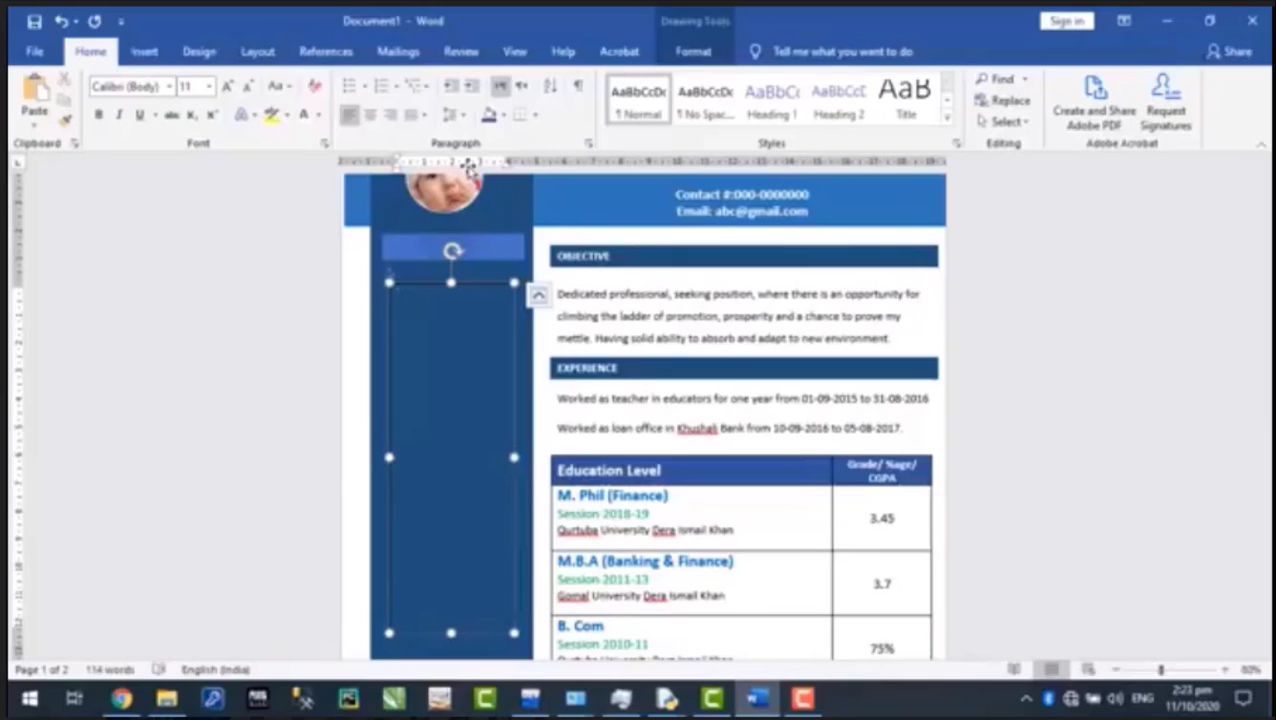 Document1 - Word
Drawing Tools
Sign in
File
Home
Insert
Design
Layout
References
Mailings
Review
View
Help
Acrobat
Format
Tell me what you want to do
Share
Paste
Calibri (Body)
11
AaBbCcDc
¶ Normal
AaBbCcDc
¶ No Spac...
AaBbCc
Heading 1
AaBbCcC
Heading 2
AaB
Title
Find
Replace
Select
Create and Share
Adobe PDF
Request
Signatures
Clipboard
Font
Paragraph
Styles
Editing
Adobe Acrobat
Contact #:000-0000000
Email: abc@gmail.com
OBJECTIVE
Dedicated professional, seeking position, where there is an opportunity for
climbing the ladder of promotion, prosperity and a chance to prove my
mettle. Having solid ability to absorb and adapt to new environment.
EXPERIENCE
Worked as teacher in educators for one year from 01-09-2015 to 31-08-2016
Worked as loan office in Khushali Bank from 10-09-2016 to 05-08-2017.
Education Level
Grade/ %age/
CGPA
M. Phil (Finance)
Session 2018-19
Qurtuba University Dera Ismail Khan
3.45
M.B.A (Banking & Finance)
Session 2011-13
Gomal University Dera Ismail Khan
3.7
B. Com
Session 2010-11
75%
Page 1 of 2
114 words
English (India)
80%
ENG
2:23 pm
11/10/2020